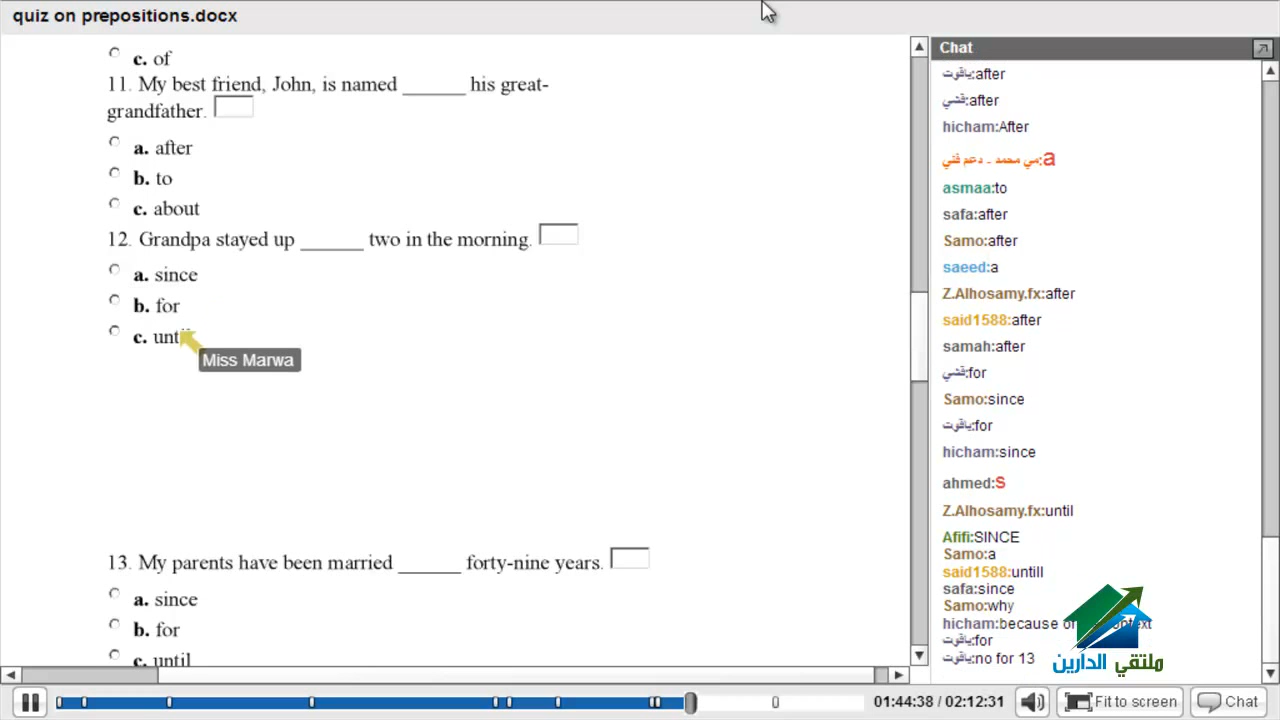 quiz on prepositions.docx
c. of
11. My best friend, John, is named ______ his great-
grandfather.
a. after
b. to
c. about
12. Grandpa stayed up ______ two in the morning.
a. since
b. for
c. until
Miss Marwa
13. My parents have been married ______ forty-nine years.
a. since
b. for
c. until
Chat
ياقوت:after
قصي:after
hicham:After
مي محمد - دعم فني:a
asmaa:to
safa:after
Samo:after
saeed:a
Z.Alhosamy.fx:after
said1588:after
samah:after
قصي:for
Samo:since
ياقوت:for
hicham:since
ahmed:s
Z.Alhosamy.fx:until
Afifi:SINCE
Samo:a
said1588:untill
safa:since
Samo:why
hicham:because
ياقوت:for
ياقوت:no for 13
ملتقي الدارين
01:44:38 / 02:12:31
Fit to screen
Chat